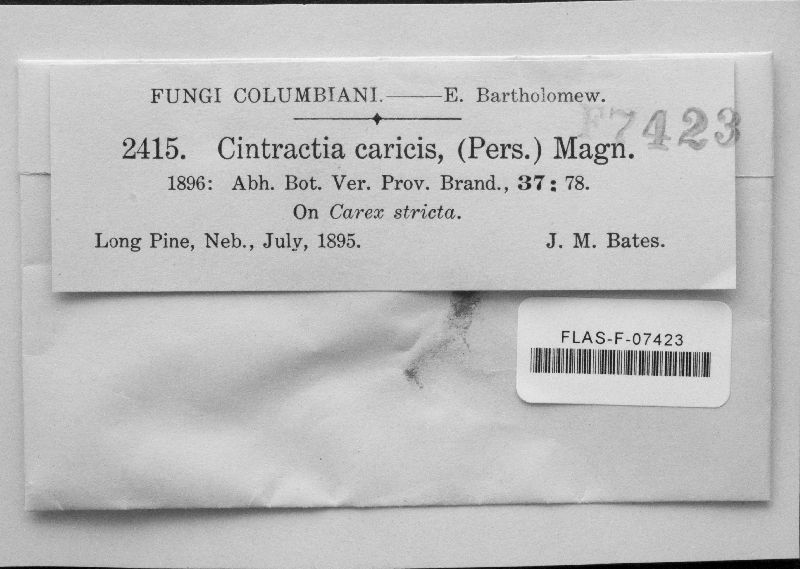 FUNGI COLUMBIANI.——E. Bartholomew.
F7423
2415. Cintractia caricis, (Pers.) Magn.
1896: Abh. Bot. Ver. Prov. Brand., 37: 78.
On Carex stricta.
Long Pine, Neb., July, 1895. J. M. Bates.
FLAS-F-07423